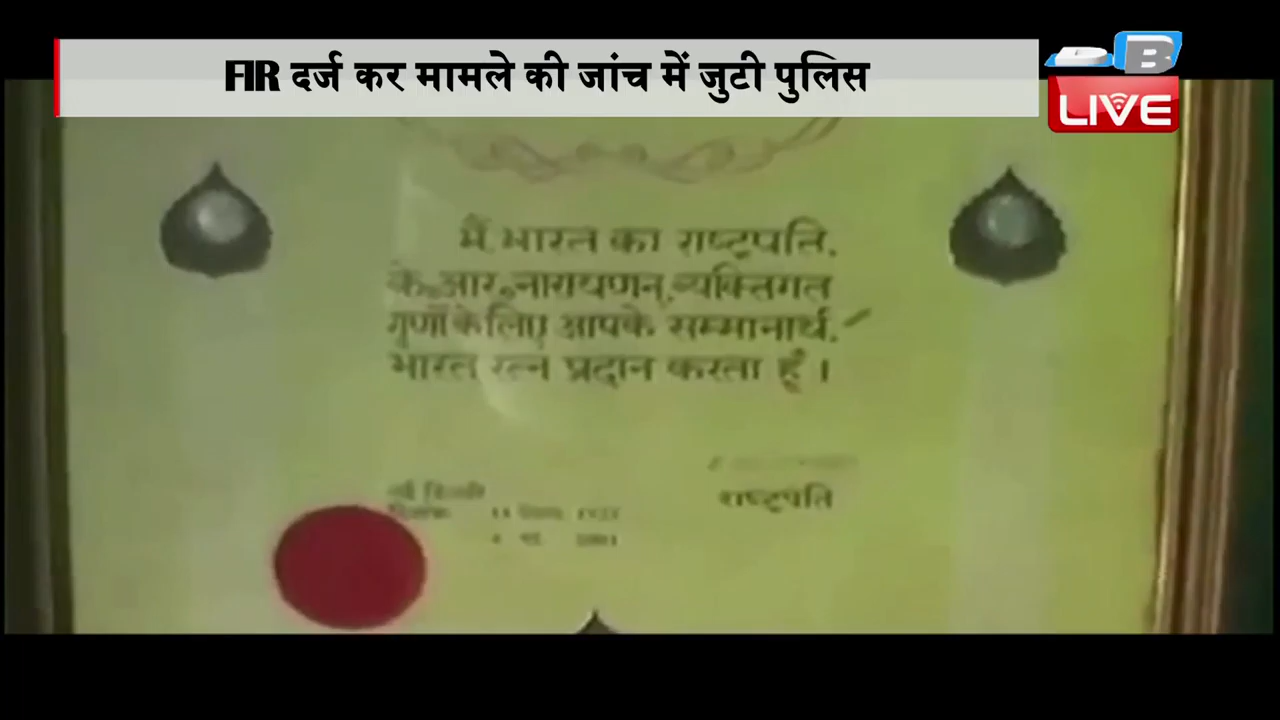 FIR दर्ज कर मामले की जांच में जुटी पुलिस
DB
LIVE
मैं, भारत का राष्ट्रपति,
के॰आर॰नारायणन्, व्यक्तिगत
गुणों के लिए आपके सम्मानार्थ,
भारत रत्न प्रदान करता हूँ ।
राष्ट्रपति
नई दिल्ली
दिनांक